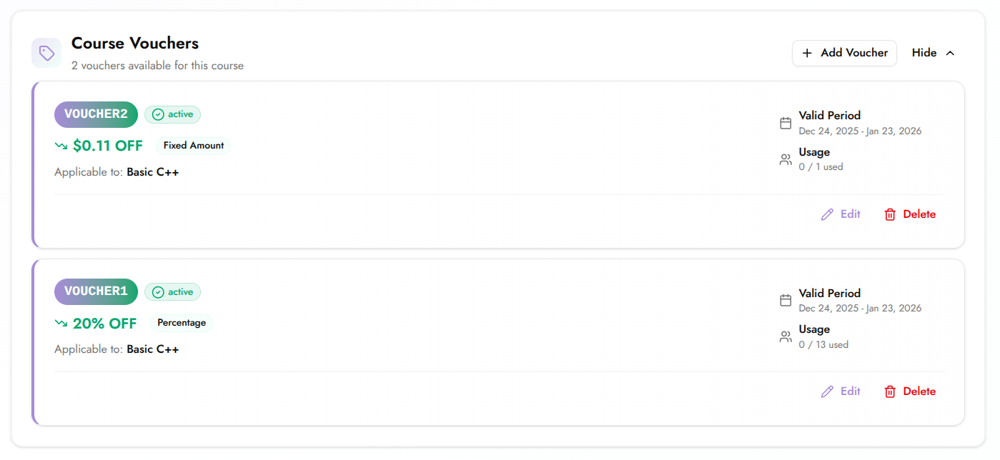 Course Vouchers
2 vouchers available for this course
Add Voucher
Hide
VOUCHER2
active
$0.11 OFF
Fixed Amount
Applicable to: Basic C++
Valid Period
Dec 24, 2025 - Jan 23, 2026
Usage
0 / 1 used
Edit
Delete
VOUCHER1
active
20% OFF
Percentage
Applicable to: Basic C++
Valid Period
Dec 24, 2025 - Jan 23, 2026
Usage
0 / 13 used
Edit
Delete